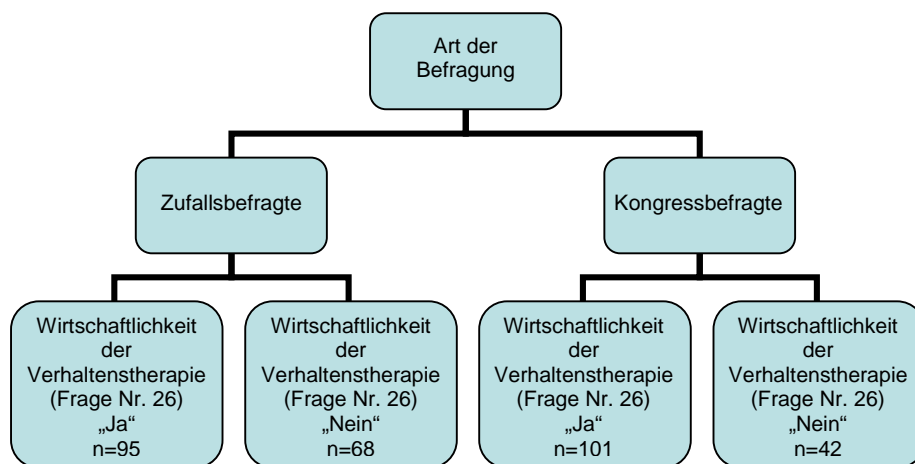 Art der
Befragung
Zufallsbefragte
Kongressbefragte
Wirtschaftlichkeit
der
Verhaltenstherapie
(Frage Nr. 26)
„Ja“
n=95
Wirtschaftlichkeit
der
Verhaltenstherapie
(Frage Nr. 26)
„Nein“
n=68
Wirtschaftlichkeit
der
Verhaltenstherapie
(Frage Nr. 26)
„Ja“
n=101
Wirtschaftlichkeit
der
Verhaltenstherapie
(Frage Nr. 26)
„Nein“
n=42